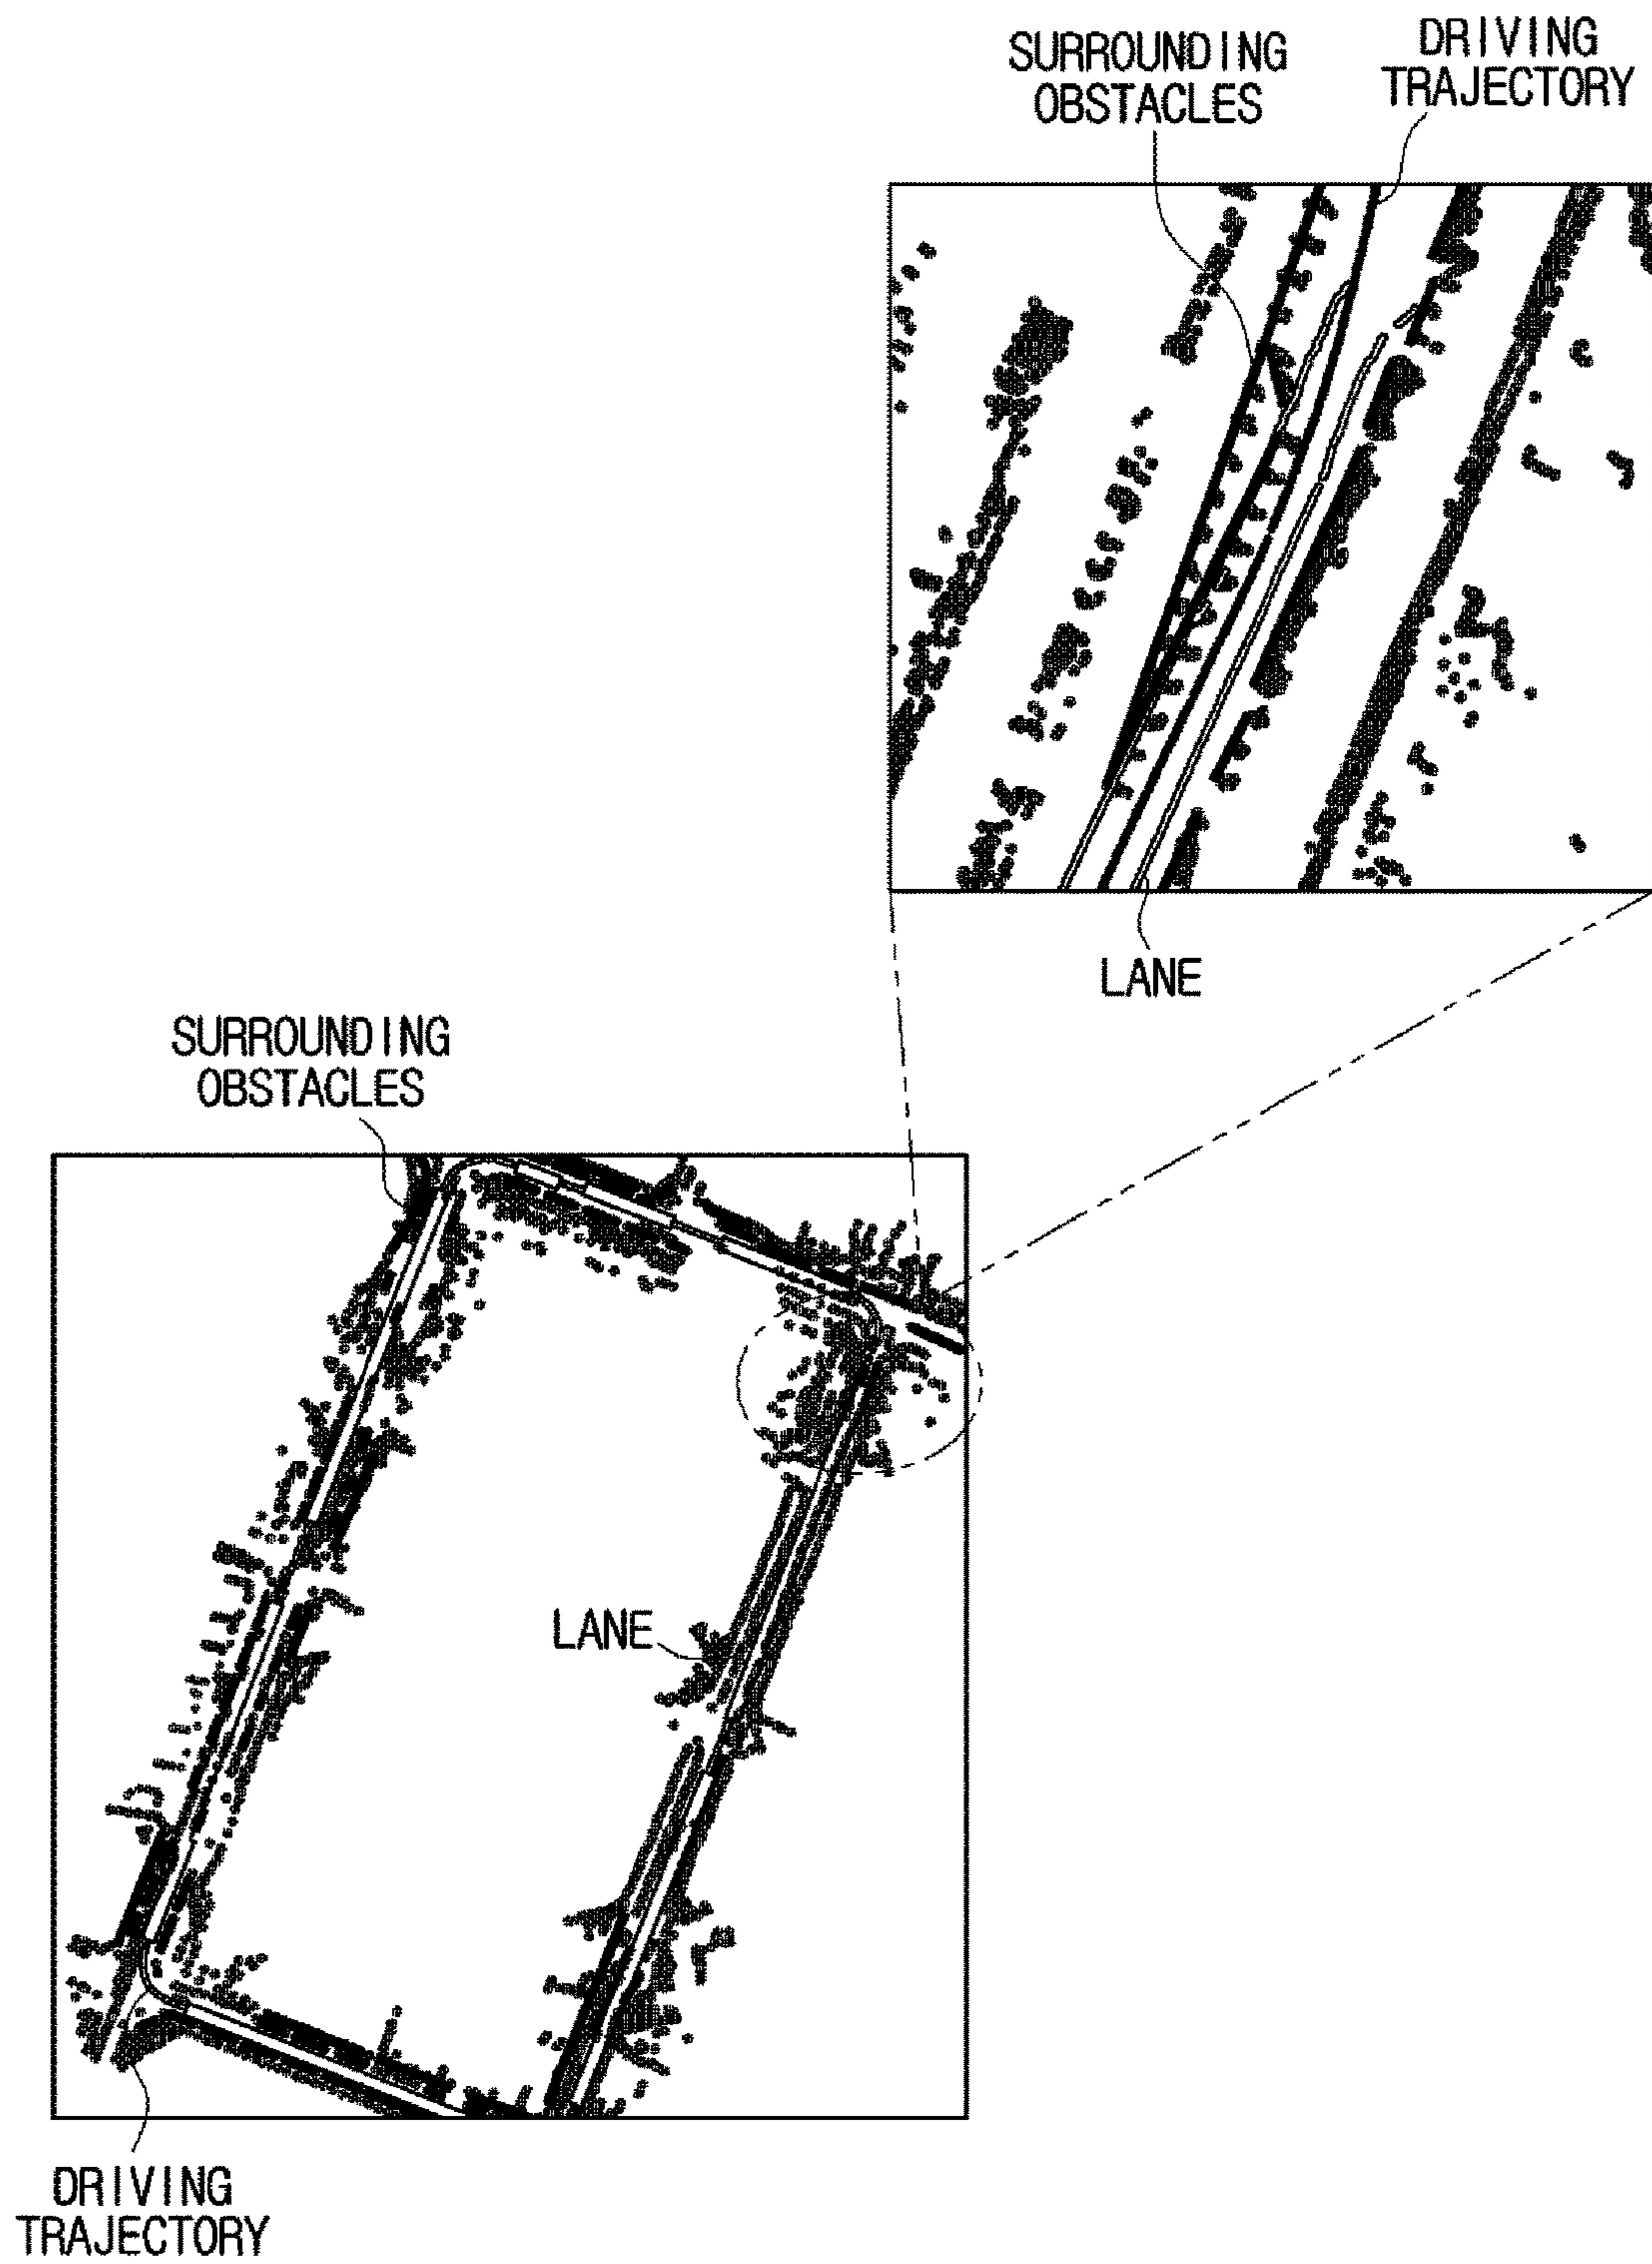 SURROUNDING
OBSTACLES
DRIVING
TRAJECTORY
LANE
SURROUNDING
OBSTACLES
LANE
DRIVING
TRAJECTORY